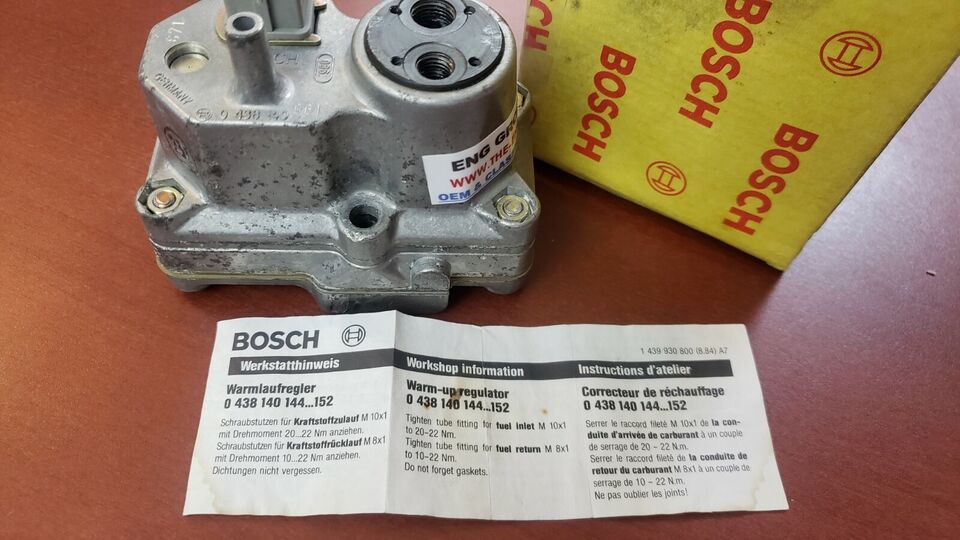 GERMANY
0 438 140
ENG
WWW.THE
OEM & CLAS
BOSCH
BOSCH
BOSCH
BOSCH
BOSCH
1 439 930 800 (8.84) A7
Werkstatthinweis
Warmlaufregler
0 438 140 144...152
Schraubstutzen für Kraftstoffzulauf M 10x1
mit Drehmoment 20...22 Nm anziehen.
Schraubstutzen für Kraftstoffrücklauf M 8x1
mit Drehmoment 10...22 Nm anziehen.
Dichtungen nicht vergessen.
Workshop information
Warm-up regulator
0 438 140 144...152
Tighten tube fitting for fuel inlet M 10x1
to 20–22 Nm.
Tighten tube fitting for fuel return M 8x1
to 10–22 Nm.
Do not forget gaskets.
Instructions d'atelier
Correcteur de réchauffage
0 438 140 144...152
Serrer le raccord fileté M 10x1 de la con-
duite d'arrivée de carburant à un couple
de serrage de 20 – 22 N.m.
Serrer le raccord fileté de la conduite de
retour du carburant M 8x1 à un couple de
serrage de 10 – 22 N.m.
Ne pas oublier les joints!